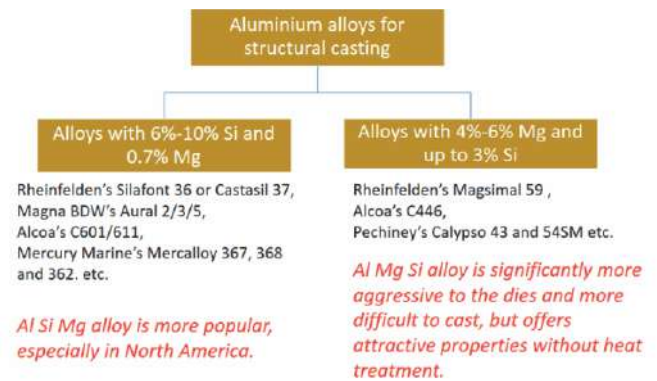 Aluminium alloys for
structural casting
Alloys with 6%-10% Si and
0.7% Mg
Rheinfelden's Silafont 36 or Castasil 37,
Magna BDW's Aural 2/3/5,
Alcoa's C601/611,
Mercury Marine's Mercalloy 367, 368
and 362. etc.
Al Si Mg alloy is more popular,
especially in North America.
Alloys with 4%-6% Mg and
up to 3% Si
Rheinfelden's Magsimal 59 ,
Alcoa's C446,
Pechiney's Calypso 43 and 54SM etc.
Al Mg Si alloy is significantly more
aggressive to the dies and more
difficult to cast, but offers
attractive properties without heat
treatment.